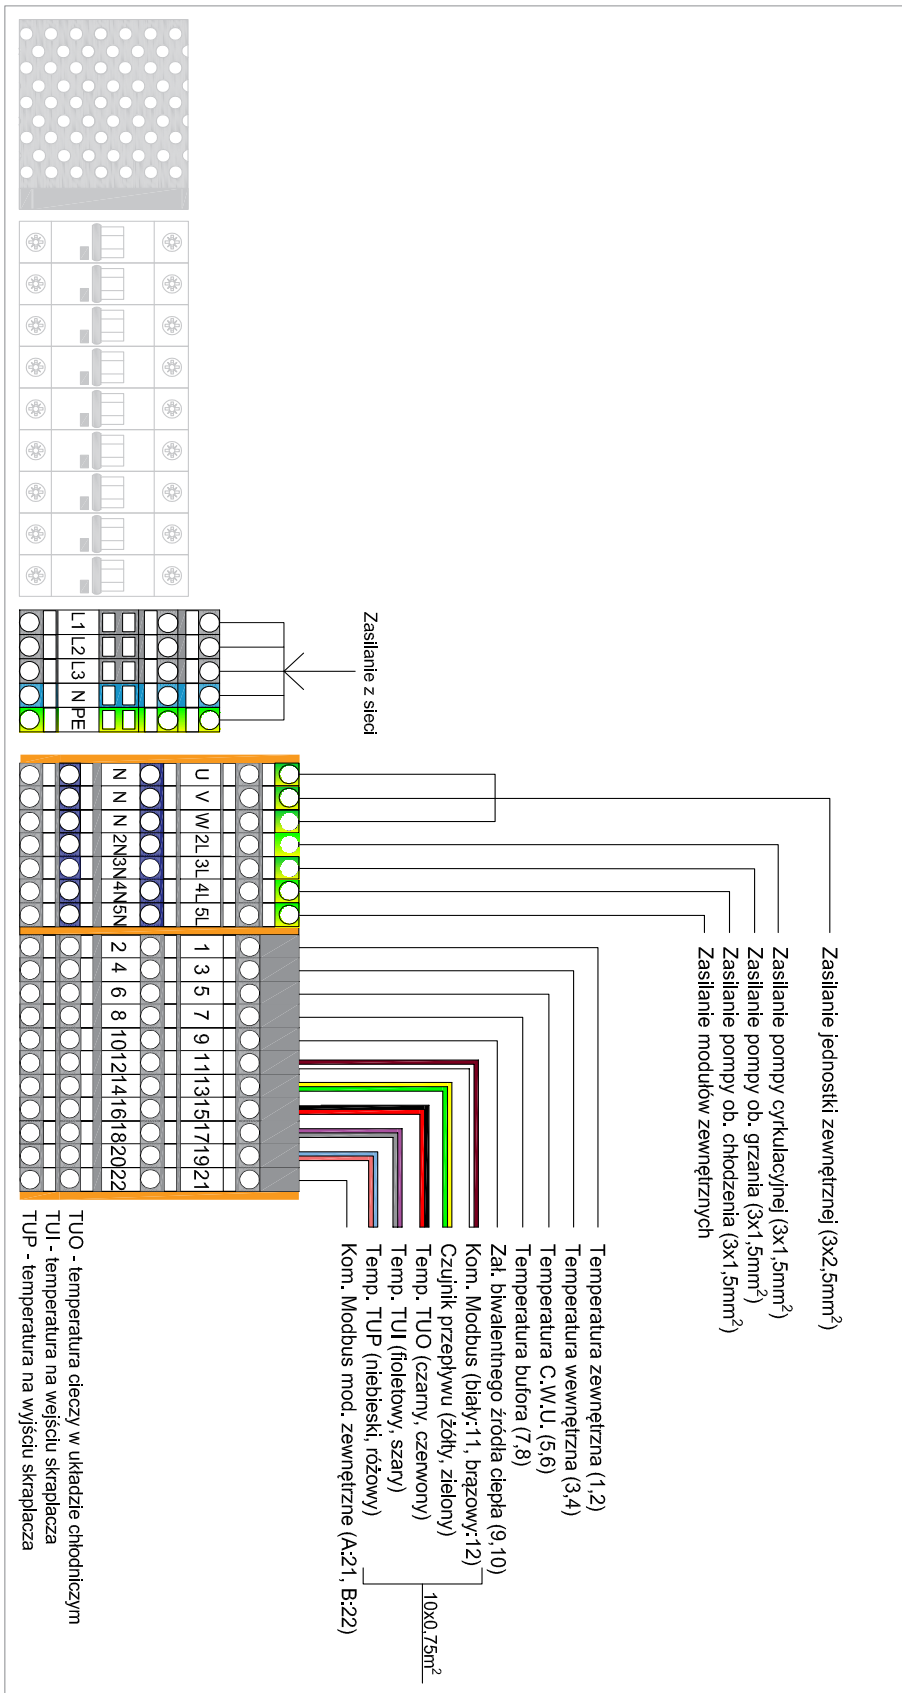 Zasilanie z sieci
L1 L2 L3 N PE
Zasilanie jednostki zewnętrznej (3x2,5mm²)
Zasilanie pompy cyrkulacyjnej (3x1,5mm²)
Zasilanie pompy ob. grzania (3x1,5mm²)
Zasilanie pompy ob. chłodzenia (3x1,5mm²)
Zasilanie modułów zewnętrznych
U V W 2L 3L 4L 5L
N N N 2N 3N 4N 5N
1 3 5 7 9 11 13 15 17 19 21
2 4 6 8 10 12 14 16 18 20 22
Temperatura zewnętrzna (1,2)
Temperatura wewnętrzna (3,4)
Temperatura C.W.U. (5,6)
Temperatura bufora (7,8)
Zał. biwalentnego źródła ciepła (9,10)
Kom. Modbus (biały:11, brązowy:12)
Czujnik przepływu (żółty, zielony)
Temp. TUO (czarny, czerwony)
Temp. TUI (fioletowy, szary)
Temp. TUP (niebieski, różowy)
Kom. Modbus mod. zewnętrzne (A:21, B:22)
10x0,75m²
TUO - temperatura cieczy w układzie chłodniczym
TUI - temperatura na wejściu skraplacza
TUP - temperatura na wyjściu skraplacza